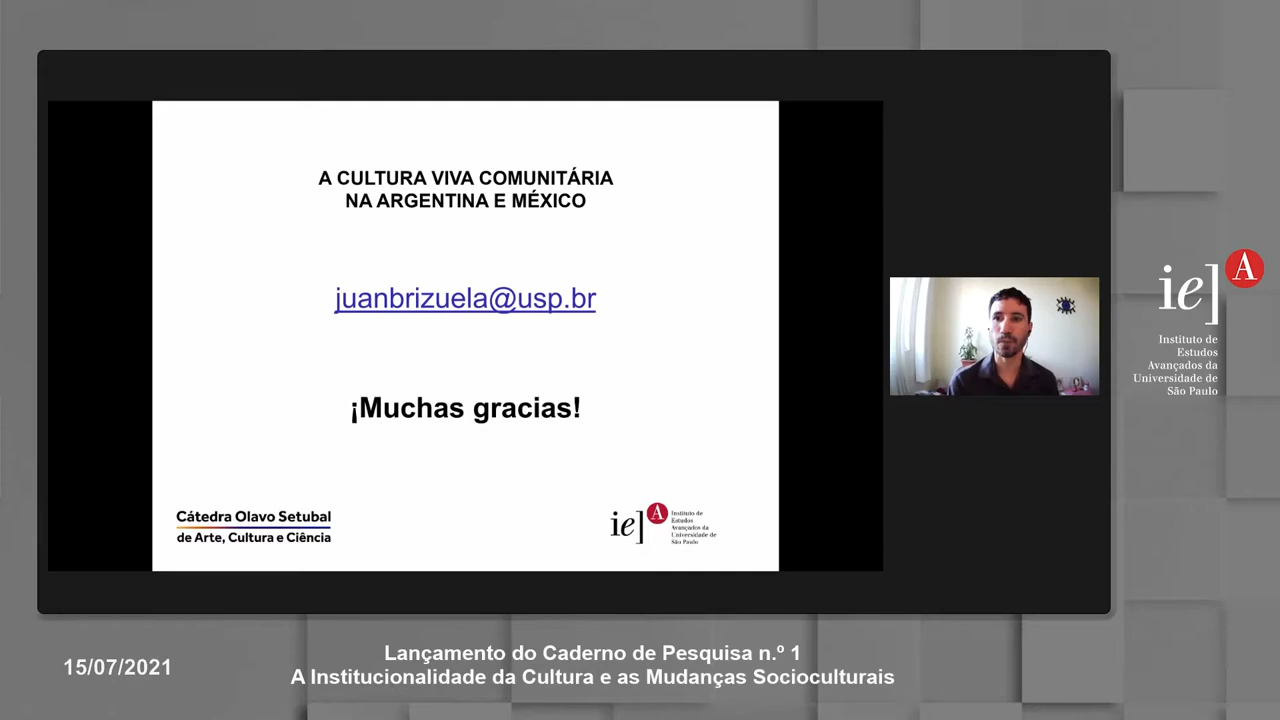 A CULTURA VIVA COMUNITÁRIA
NA ARGENTINA E MÉXICO
juanbrizuela@usp.br
¡Muchas gracias!
Cátedra Olavo Setubal
de Arte, Cultura e Ciência
ie] A
Instituto de
Estudos
Avançados da
Universidade de
São Paulo
ie] A
Instituto de
Estudos
Avançados da
Universidade de
São Paulo
15/07/2021
Lançamento do Caderno de Pesquisa n.º 1
A Institucionalidade da Cultura e as Mudanças Socioculturais